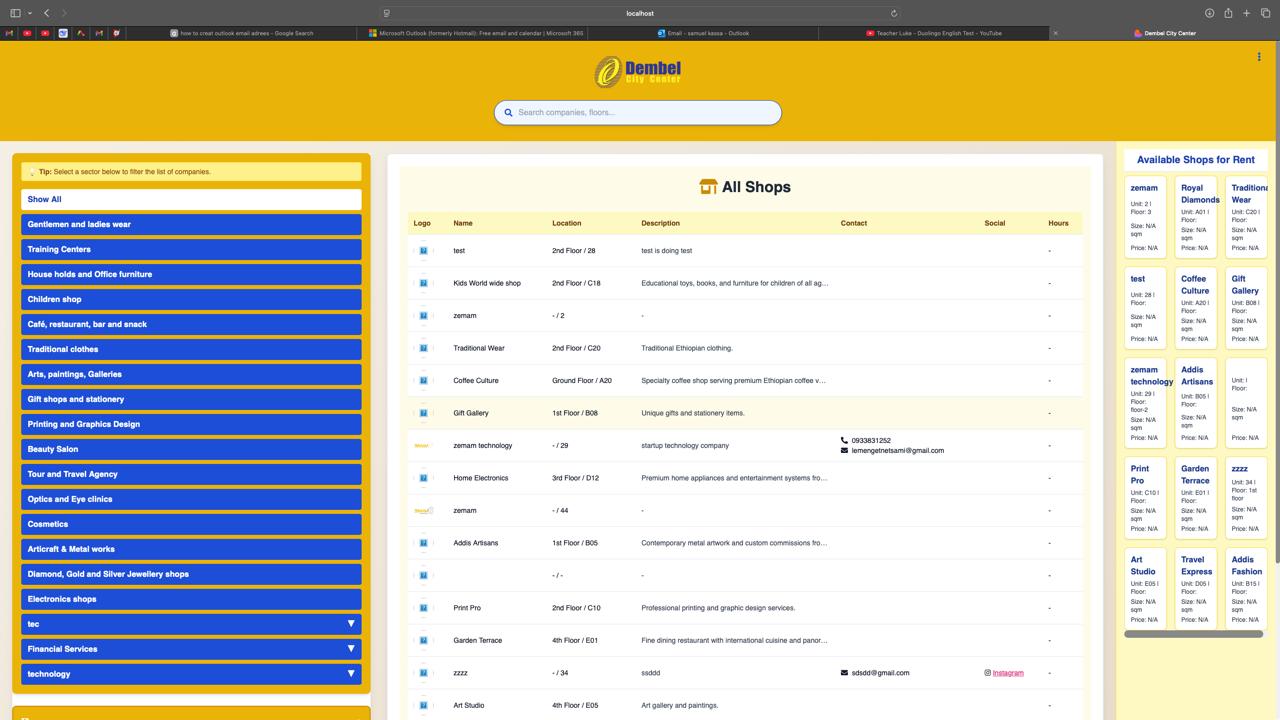 localhost
how to creat outlook email adrees - Google Search
Microsoft Outlook (formerly Hotmail): Free email and calendar | Microsoft 365
Email - samuel kassa - Outlook
Teacher Luke - Duolingo English Test - YouTube
Dembel City Center
Dembel
City Center
Search companies, floors...
Tip: Select a sector below to filter the list of companies.
Show All
Gentlemen and ladies wear
Training Centers
House holds and Office furniture
Children shop
Café, restaurant, bar and snack
Traditional clothes
Arts, paintings, Galleries
Gift shops and stationery
Printing and Graphics Design
Beauty Salon
Tour and Travel Agency
Optics and Eye clinics
Cosmetics
Articraft & Metal works
Diamond, Gold and Silver Jewellery shops
Electronics shops
tec
Financial Services
technology
All Shops
Logo Name Location Description Contact Social Hours
test 2nd Floor / 28 test is doing test -
Kids World wide shop 2nd Floor / C18 Educational toys, books, and furniture for children of all ag... -
zemam - / 2 - -
Traditional Wear 2nd Floor / C20 Traditional Ethiopian clothing. -
Coffee Culture Ground Floor / A20 Specialty coffee shop serving premium Ethiopian coffee v... -
Gift Gallery 1st Floor / B08 Unique gifts and stationery items. -
zemam technology - / 29 startup technology company 0933831252 -
lemengetnetsami@gmail.com
Home Electronics 3rd Floor / D12 Premium home appliances and entertainment systems fro... -
zemam - / 44 - -
Addis Artisans 1st Floor / B05 Contemporary metal artwork and custom commissions fro... -
- / - - -
Print Pro 2nd Floor / C10 Professional printing and graphic design services. -
Garden Terrace 4th Floor / E01 Fine dining restaurant with international cuisine and panor... -
zzzz - / 34 ssddd sdsdd@gmail.com Instagram -
Art Studio 4th Floor / E05 Art gallery and paintings. -
Available Shops for Rent
zemam
Unit: 2 |
Floor: 3
Size: N/A
sqm
Price: N/A
Royal
Diamonds
Unit: A01 |
Floor:
Size: N/A
sqm
Price: N/A
Traditiona
Wear
Unit: C20 |
Floor:
Size: N/A
sqm
Price: N/A
test
Unit: 28 |
Floor:
Size: N/A
sqm
Price: N/A
Coffee
Culture
Unit: A20 |
Floor:
Size: N/A
sqm
Price: N/A
Gift
Gallery
Unit: B08 |
Floor:
Size: N/A
sqm
Price: N/A
zemam
technology
Unit: 29 |
Floor:
floor-2
Size: N/A
sqm
Price: N/A
Addis
Artisans
Unit: B05 |
Floor:
Size: N/A
sqm
Price: N/A
Unit: |
Floor:
Size: N/A
sqm
Price: N/A
Print
Pro
Unit: C10 |
Floor:
Size: N/A
sqm
Price: N/A
Garden
Terrace
Unit: E01 |
Floor:
Size: N/A
sqm
Price: N/A
zzzz
Unit: 34 |
Floor: 1st
floor
Size: N/A
sqm
Price: N/A
Art
Studio
Unit: E05 |
Floor:
Size: N/A
sqm
Price: N/A
Travel
Express
Unit: D05 |
Floor:
Size: N/A
sqm
Price: N/A
Addis
Fashion
Unit: B15 |
Floor:
Size: N/A
sqm
Price: N/A